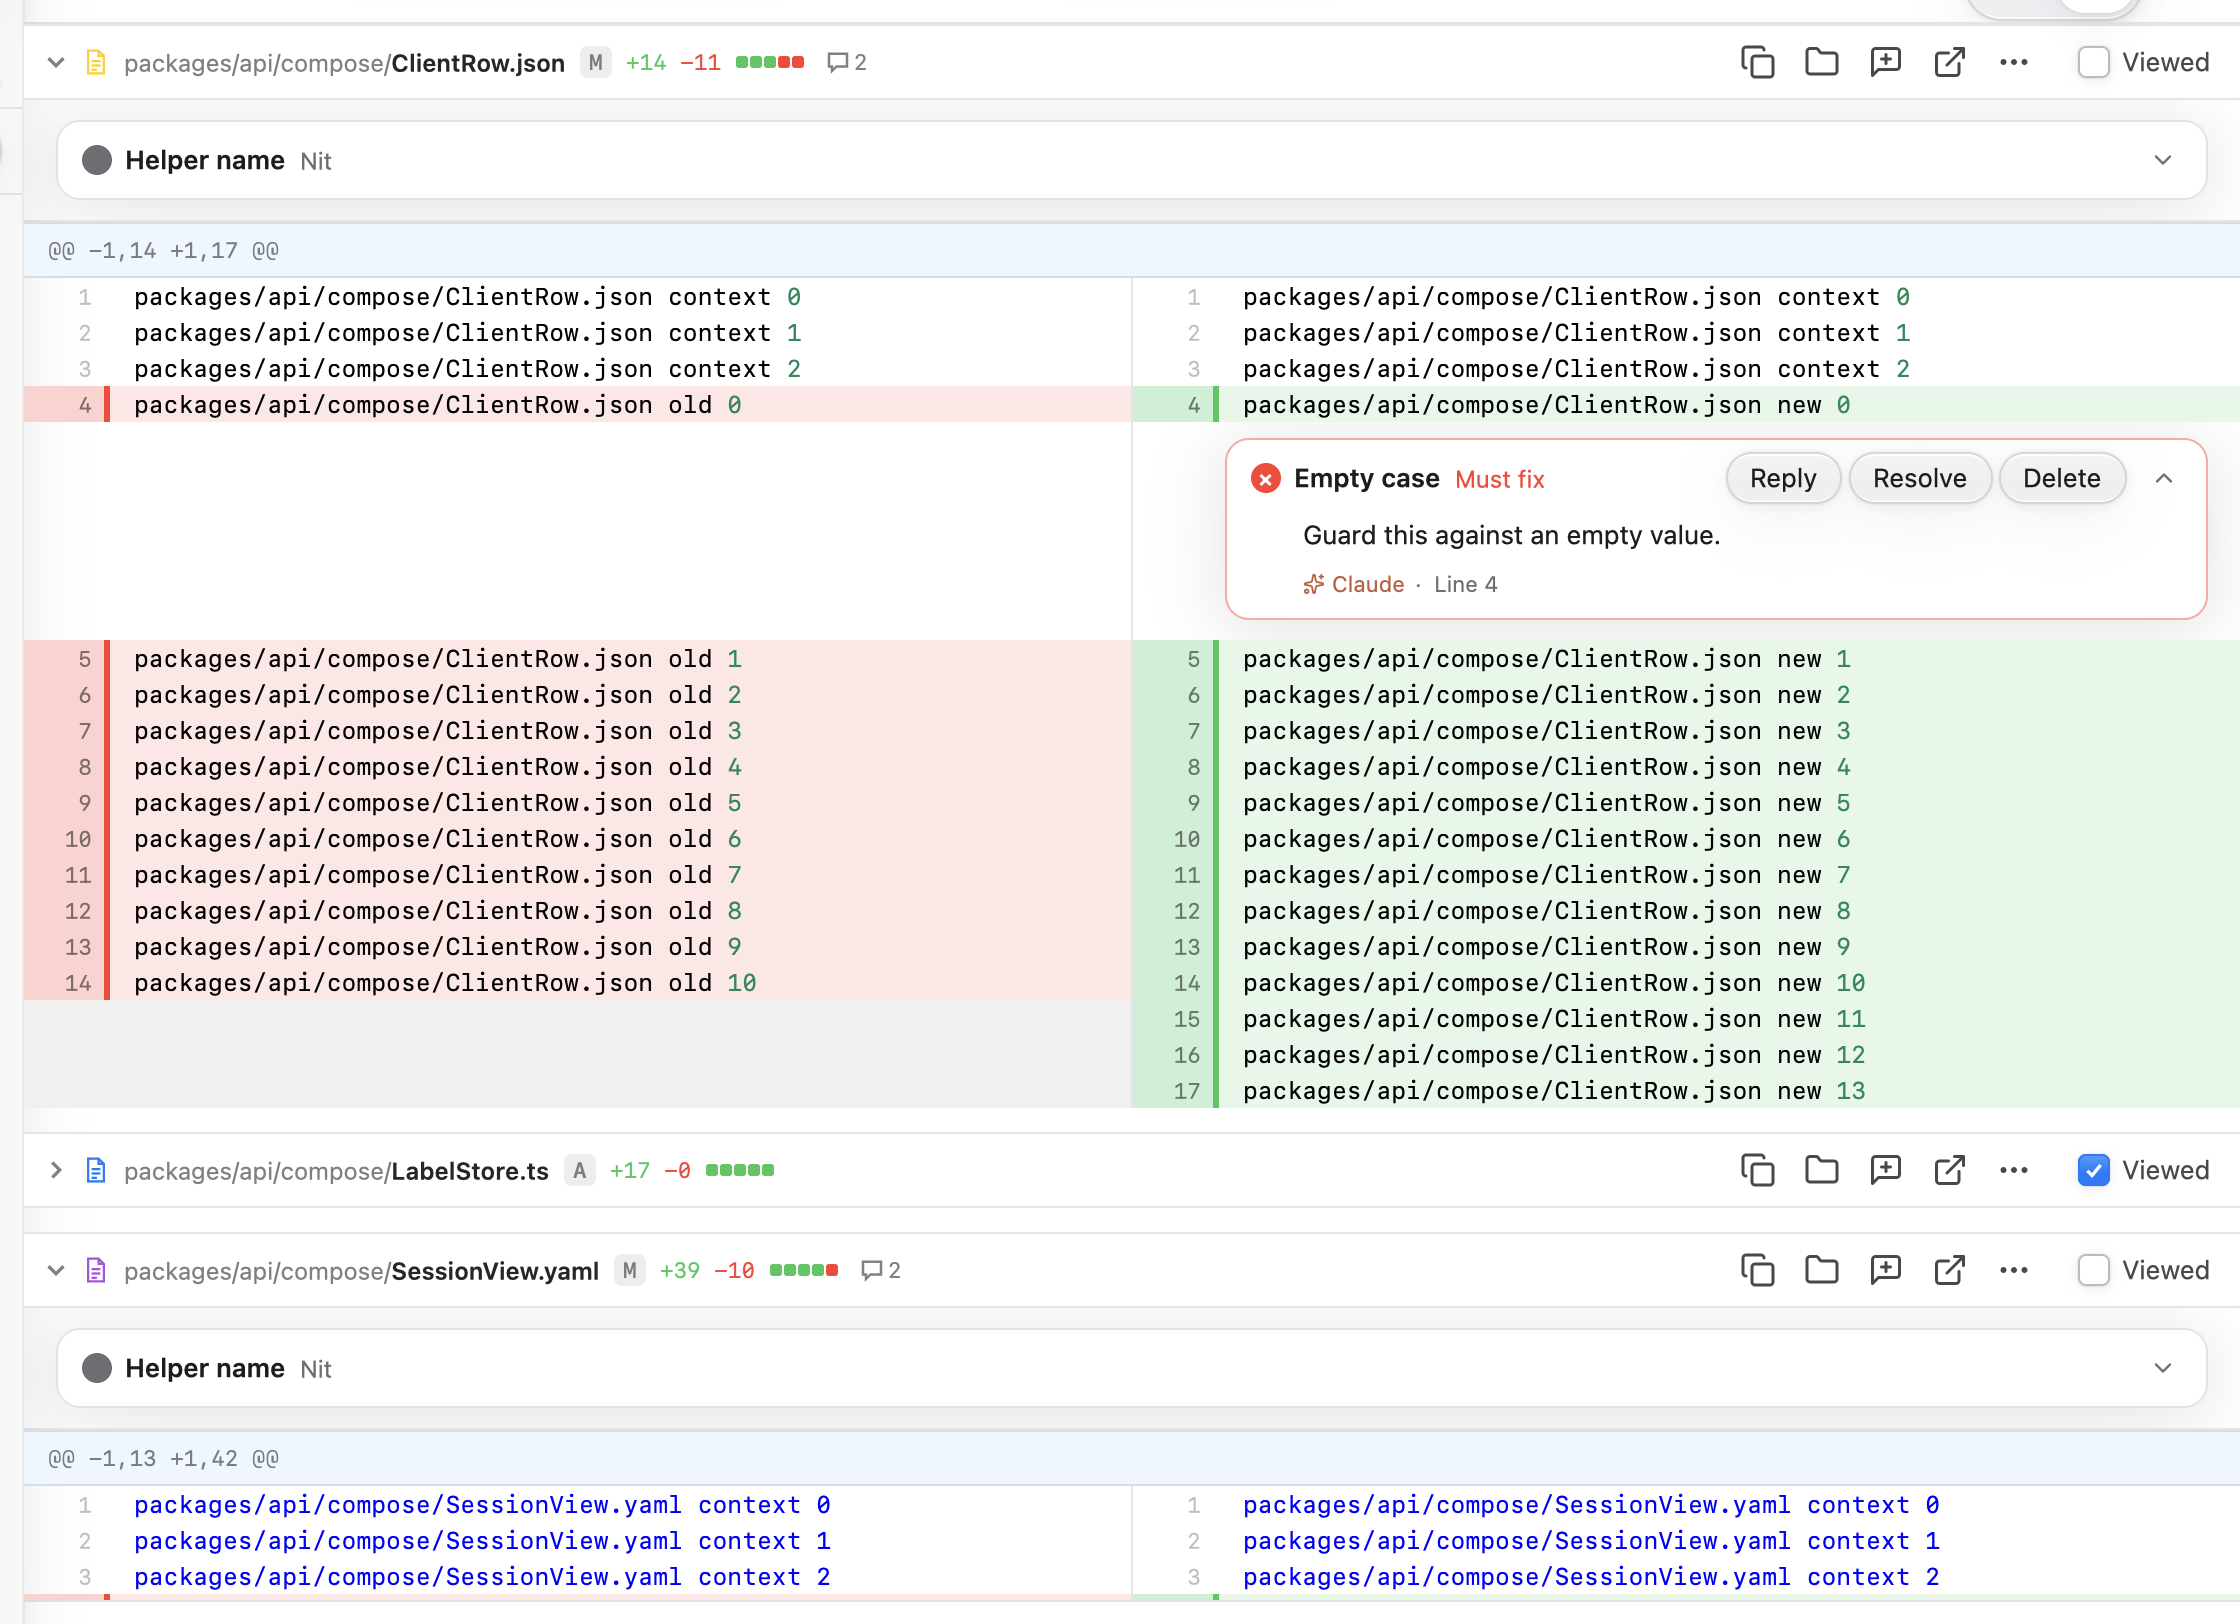 packages/api/compose/ClientRow.json M +14 −11 2 Viewed
Helper name Nit
@@ −1,14 +1,17 @@
1 packages/api/compose/ClientRow.json context 0 1 packages/api/compose/ClientRow.json context 0
2 packages/api/compose/ClientRow.json context 1 2 packages/api/compose/ClientRow.json context 1
3 packages/api/compose/ClientRow.json context 2 3 packages/api/compose/ClientRow.json context 2
4 packages/api/compose/ClientRow.json old 0 4 packages/api/compose/ClientRow.json new 0
Empty case Must fix Reply Resolve Delete
Guard this against an empty value.
Claude · Line 4
5 packages/api/compose/ClientRow.json old 1 5 packages/api/compose/ClientRow.json new 1
6 packages/api/compose/ClientRow.json old 2 6 packages/api/compose/ClientRow.json new 2
7 packages/api/compose/ClientRow.json old 3 7 packages/api/compose/ClientRow.json new 3
8 packages/api/compose/ClientRow.json old 4 8 packages/api/compose/ClientRow.json new 4
9 packages/api/compose/ClientRow.json old 5 9 packages/api/compose/ClientRow.json new 5
10 packages/api/compose/ClientRow.json old 6 10 packages/api/compose/ClientRow.json new 6
11 packages/api/compose/ClientRow.json old 7 11 packages/api/compose/ClientRow.json new 7
12 packages/api/compose/ClientRow.json old 8 12 packages/api/compose/ClientRow.json new 8
13 packages/api/compose/ClientRow.json old 9 13 packages/api/compose/ClientRow.json new 9
14 packages/api/compose/ClientRow.json old 10 14 packages/api/compose/ClientRow.json new 10
15 packages/api/compose/ClientRow.json new 11
16 packages/api/compose/ClientRow.json new 12
17 packages/api/compose/ClientRow.json new 13
packages/api/compose/LabelStore.ts A +17 −0 Viewed
packages/api/compose/SessionView.yaml M +39 −10 2 Viewed
Helper name Nit
@@ −1,13 +1,42 @@
1 packages/api/compose/SessionView.yaml context 0 1 packages/api/compose/SessionView.yaml context 0
2 packages/api/compose/SessionView.yaml context 1 2 packages/api/compose/SessionView.yaml context 1
3 packages/api/compose/SessionView.yaml context 2 3 packages/api/compose/SessionView.yaml context 2